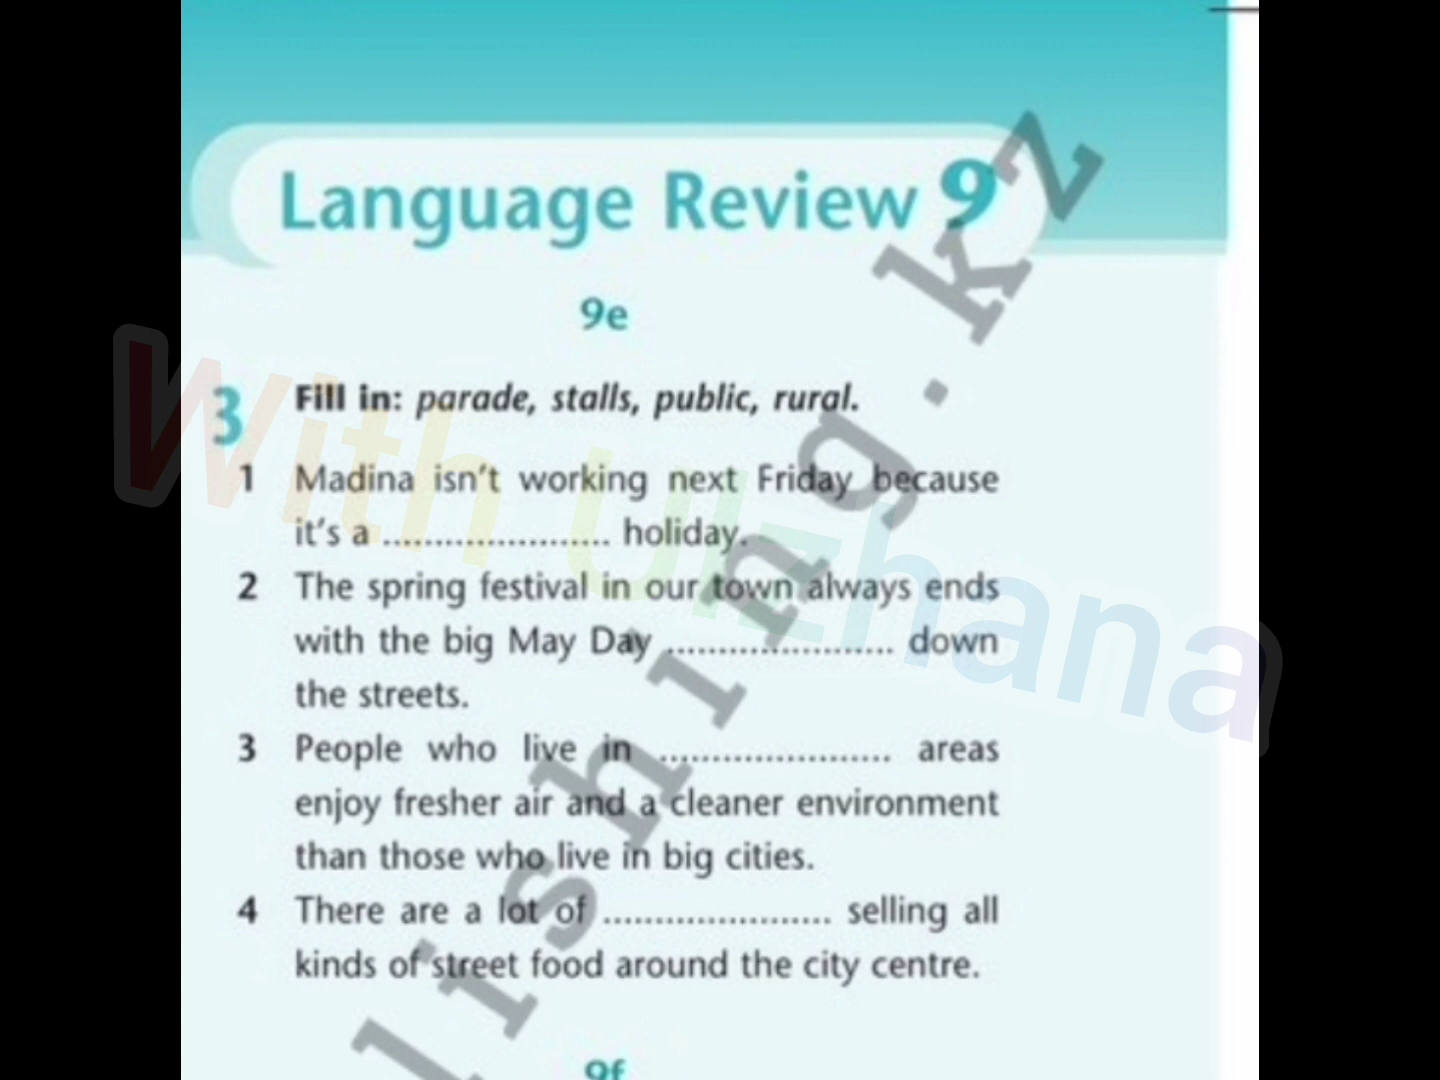 Language Review 9
9e
3 Fill in: parade, stalls, public, rural.
1 Madina isn't working next Friday because
it's a ...................... holiday.
2 The spring festival in our town always ends
with the big May Day ...................... down
the streets.
3 People who live in ...................... areas
enjoy fresher air and a cleaner environment
than those who live in big cities.
4 There are a lot of ...................... selling all
kinds of street food around the city centre.
9f
lishing.kz
With ulzhana